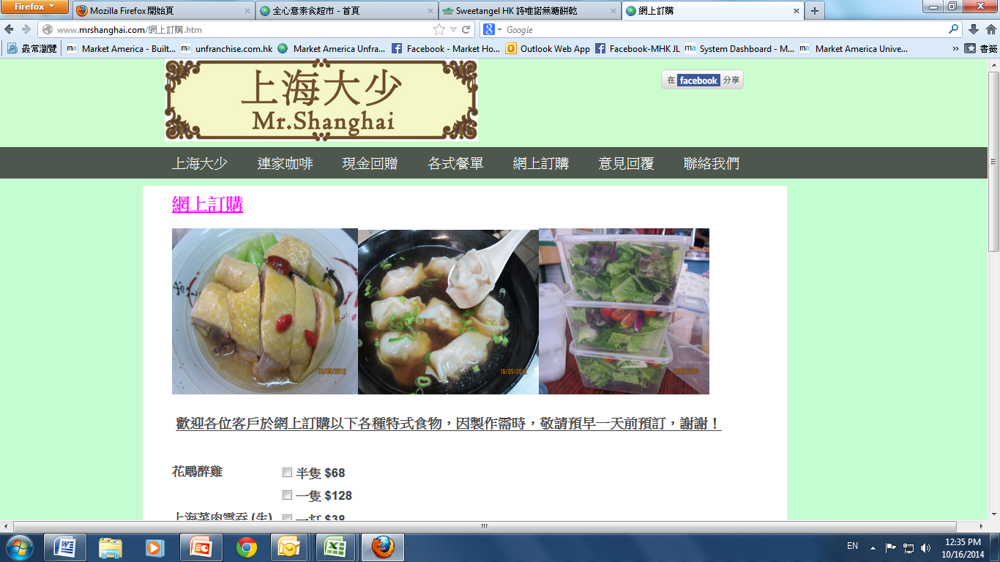 Firefox
Mozilla Firefox 開始頁
全心意素食超市 - 首頁
Sweetangel HK 詩唯諾無糖餅乾
網上訂購
www.mrshanghai.com/網上訂購.htm
Google
最常瀏覽
Market America - Built...
unfranchise.com.hk
Market America Unfra...
Facebook - Market Ho...
Outlook Web App
Facebook-MHK JL
System Dashboard - M...
Market America Unive...
書籤
上海大少
Mr.Shanghai
在 facebook 分享
上海大少 連家咖啡 現金回贈 各式餐單 網上訂購 意見回覆 聯絡我們
網上訂購
16/05/2012
歡迎各位客戶於網上訂購以下各種特式食物，因製作需時，敬請預早一天前預訂，謝謝！
花鵰醉雞 半隻 $68
一隻 $128
上海菜肉雲吞 (生) 一打 $38
EN
12:35 PM
10/16/2014